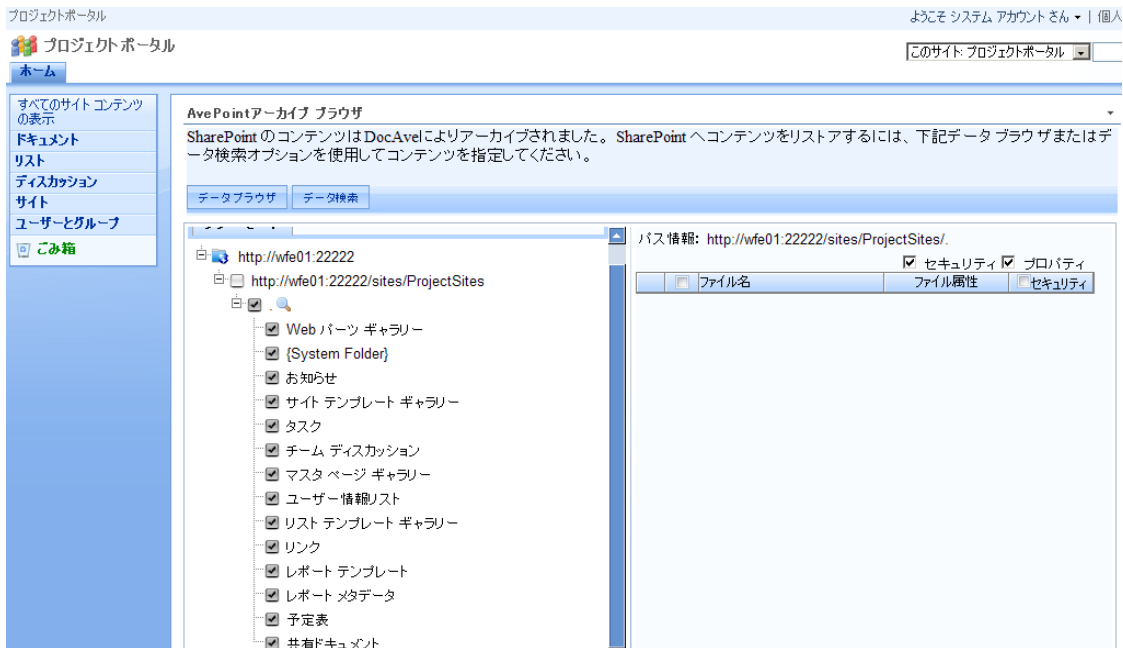 プロジェクトポータル
ようこそ システム アカウント さん ▾ | 個人
プロジェクトポータル
このサイト: プロジェクトポータル
ホーム
すべてのサイト コンテンツ
の表示
ドキュメント
リスト
ディスカッション
サイト
ユーザーとグループ
ごみ箱
AvePointアーカイブ ブラウザ
SharePoint のコンテンツは DocAveによりアーカイブされました。 SharePoint へコンテンツをリストアするには、下記データ ブラウザまたはデ
ータ検索オプションを使用してコンテンツを指定してください。
データブラウザ データ検索
http://wfe01:22222
http://wfe01:22222/sites/ProjectSites
.
Web パーツ ギャラリー
{System Folder}
お知らせ
サイト テンプレート ギャラリー
タスク
チーム ディスカッション
マスタ ページ ギャラリー
ユーザー情報リスト
リスト テンプレート ギャラリー
リンク
レポート テンプレート
レポート メタデータ
予定表
共有ドキュメント
パス情報: http://wfe01:22222/sites/ProjectSites/.
セキュリティ プロパティ
ファイル名 ファイル属性 セキュリティ